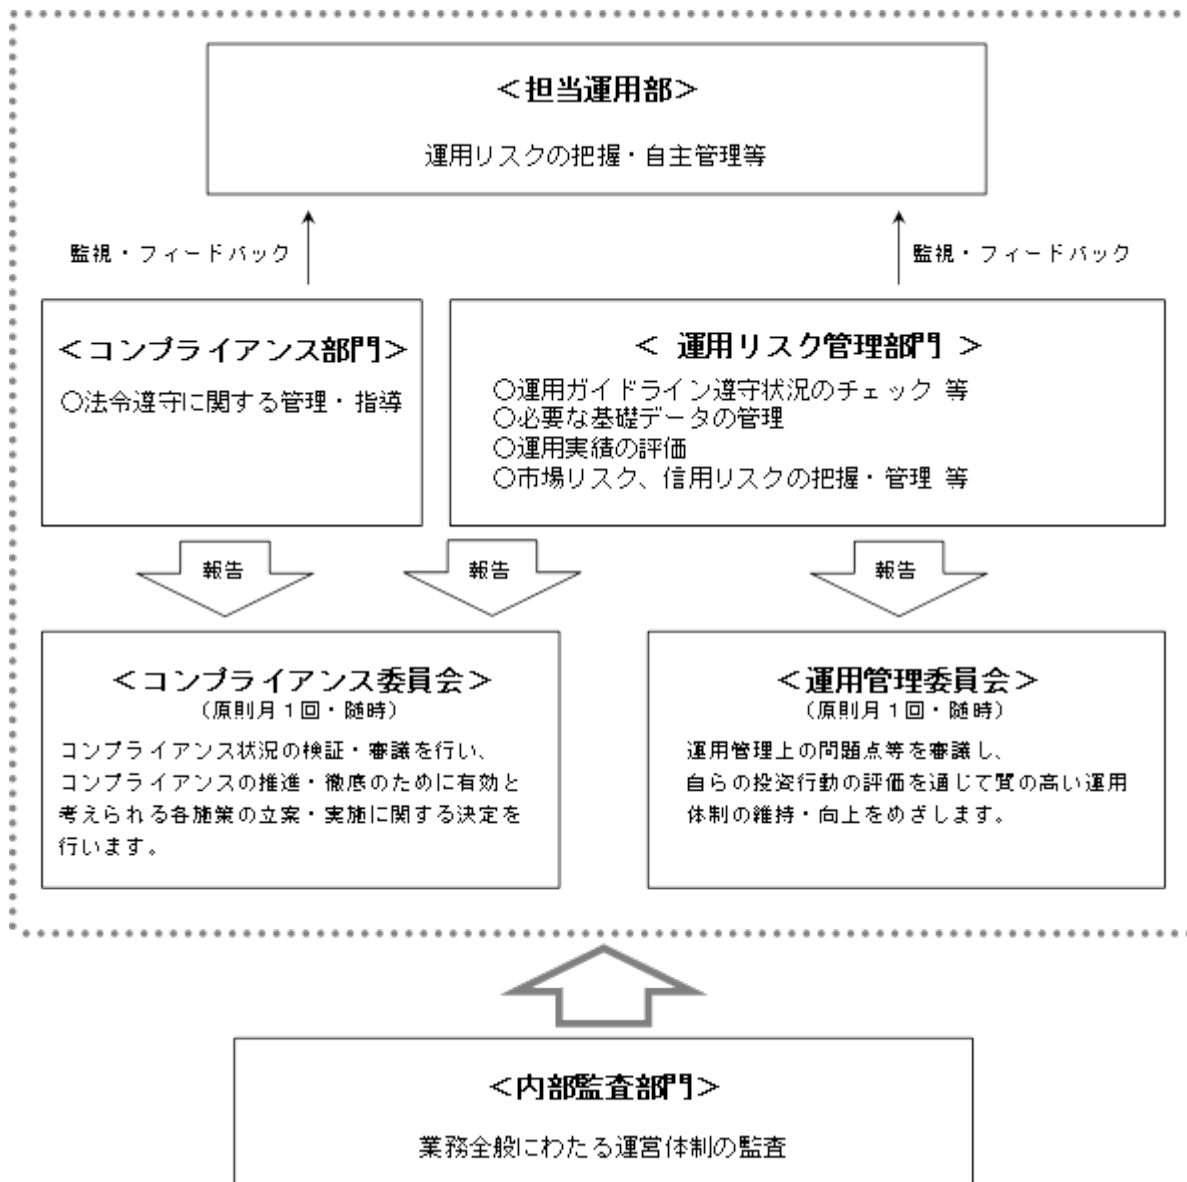 ＜担当運用部＞
運用リスクの把握・自主管理等
監視・フィードバック
監視・フィードバック
＜コンプライアンス部門＞
○法令遵守に関する管理・指導
＜ 運用リスク管理部門 ＞
○運用ガイドライン遵守状況のチェック 等
○必要な基礎データの管理
○運用実績の評価
○市場リスク、信用リスクの把握・管理 等
報告
報告
報告
＜コンプライアンス委員会＞
（原則月１回・随時）
コンプライアンス状況の検証・審議を行い、
コンプライアンスの推進・徹底のために有効と
考えられる各施策の立案・実施に関する決定を
行います。
＜運用管理委員会＞
（原則月１回・随時）
運用管理上の問題点等を審議し、
自らの投資行動の評価を通じて質の高い運用
体制の維持・向上をめざします。
＜内部監査部門＞
業務全般にわたる運営体制の監査